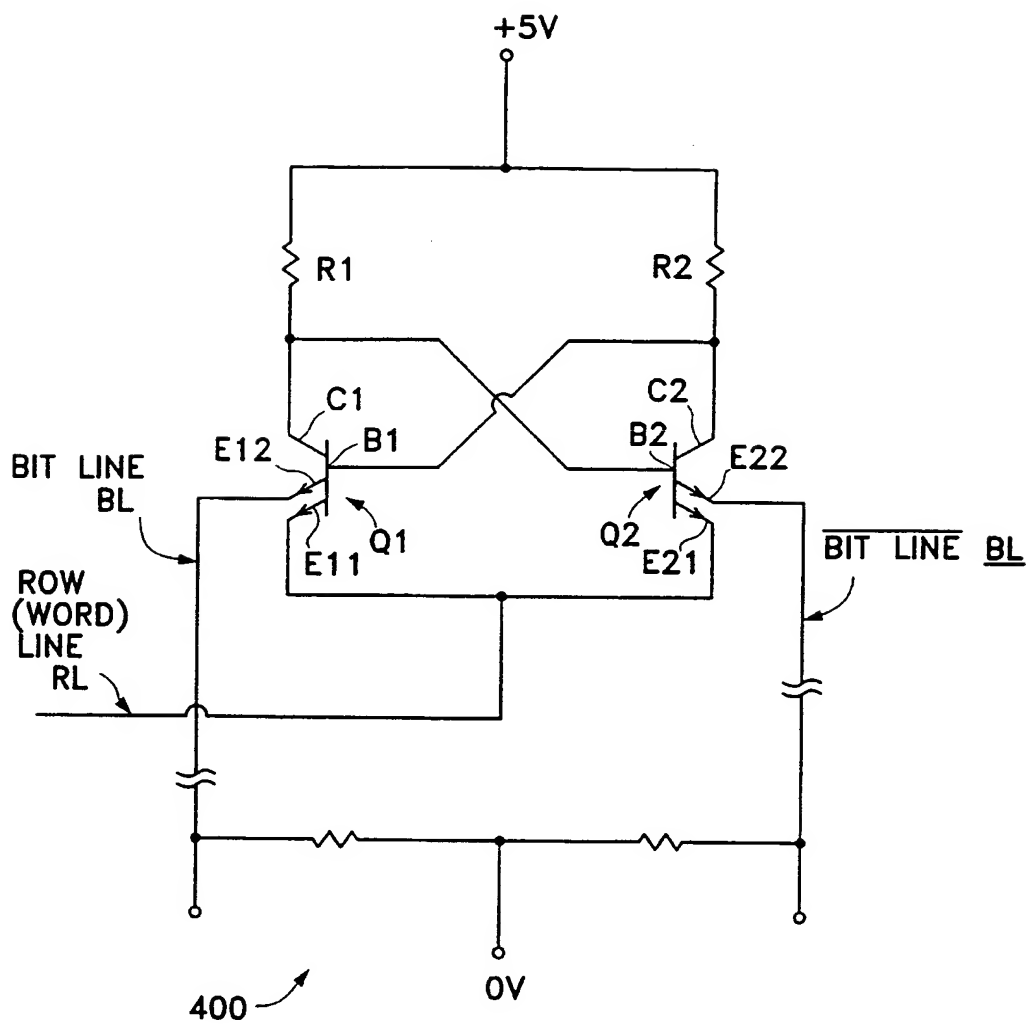 +5V
R1
R2
C1
C2
B1
B2
E12
E22
BIT LINE
BL
Q1
Q2
E11
E21
BIT LINE BL
ROW
(WORD)
LINE
RL
400
0V